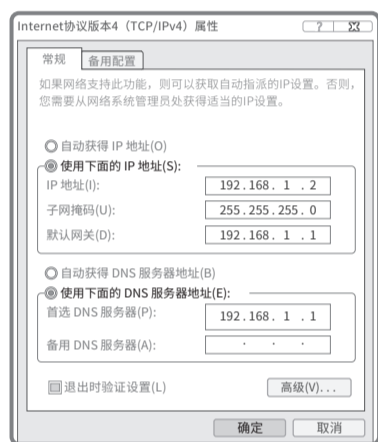 Internet协议版本4（TCP/IPv4）属性
常规 备用配置
如果网络支持此功能，则可以获取自动指派的IP设置。否则，
您需要从网络系统管理员处获得适当的IP设置。
自动获得 IP 地址(O)
使用下面的 IP 地址(S):
IP 地址(I): 192.168. 1 .2
子网掩码(U): 255.255.255.0
默认网关(D): 192.168. 1 .1
自动获得 DNS 服务器地址(B)
使用下面的 DNS 服务器地址(E):
首选 DNS 服务器(P): 192.168. 1 .1
备用 DNS 服务器(A): . . .
退出时验证设置(L) 高级(V)...
确定 取消